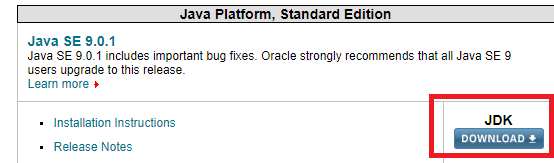 Java Platform, Standard Edition
Java SE 9.0.1
Java SE 9.0.1 includes important bug fixes. Oracle strongly recommends that all Java SE 9
users upgrade to this release.
Learn more
Installation Instructions
Release Notes
JDK
DOWNLOAD